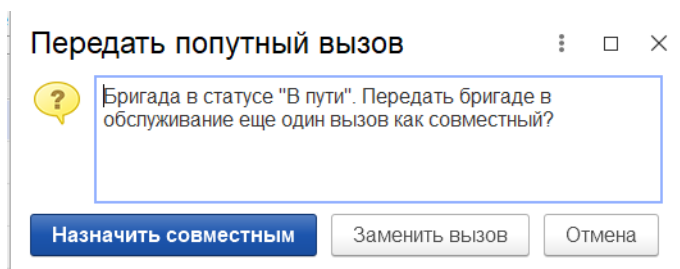 Передать попутный вызов
Бригада в статусе "В пути". Передать бригаде в
обслуживание еще один вызов как совместный?
Назначить совместным Заменить вызов Отмена